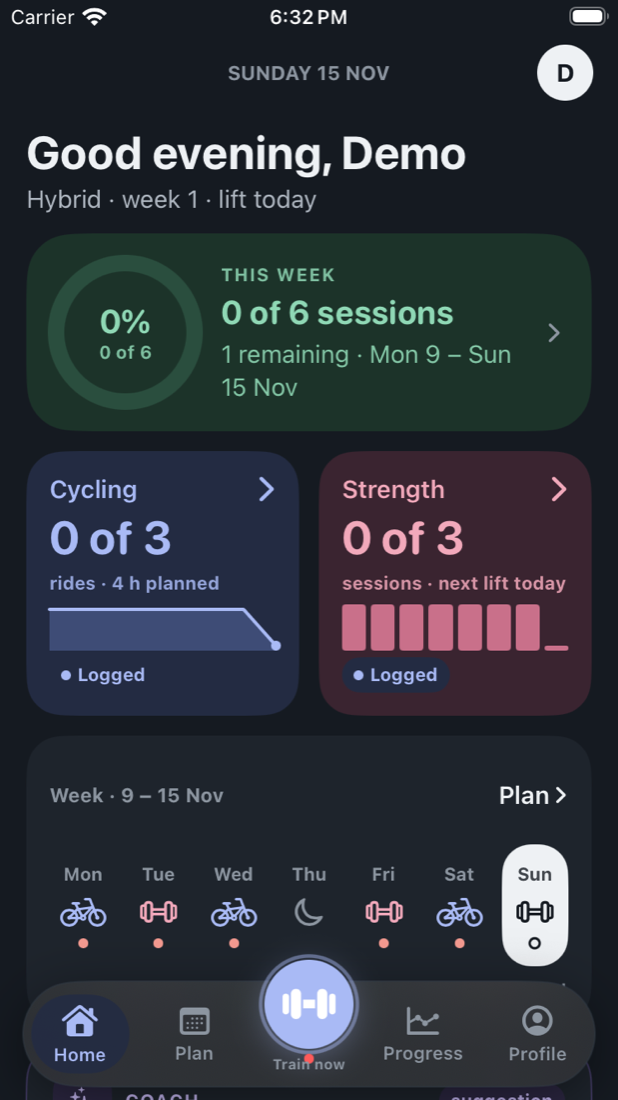 Carrier 6:32 PM
SUNDAY 15 NOV
D
Good evening, Demo
Hybrid · week 1 · lift today
THIS WEEK
0%
0 of 6
0 of 6 sessions
1 remaining · Mon 9 – Sun
15 Nov
Cycling
0 of 3
rides · 4 h planned
Logged
Strength
0 of 3
sessions · next lift today
Logged
Week · 9 – 15 Nov
Plan
Mon Tue Wed Thu Fri Sat Sun
Home
Plan
Train now
Progress
Profile
COACH
suggestion